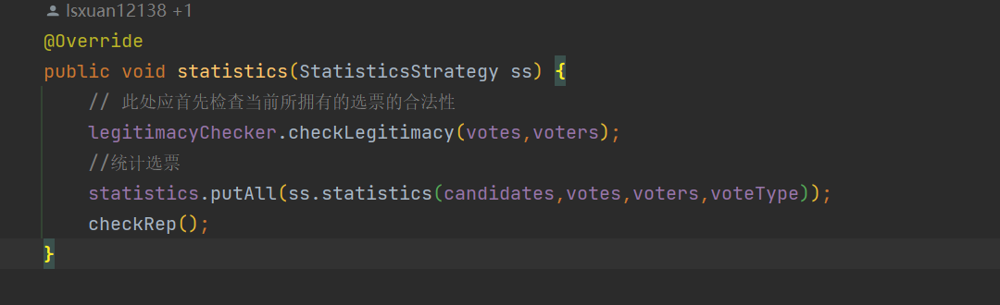 lsxuan12138 +1
@Override
public void statistics(StatisticsStrategy ss) {
// 此处应首先检查当前所拥有的选票的合法性
legitimacyChecker.checkLegitimacy(votes,voters);
//统计选票
statistics.putAll(ss.statistics(candidates,votes,voters,voteType));
checkRep();
}